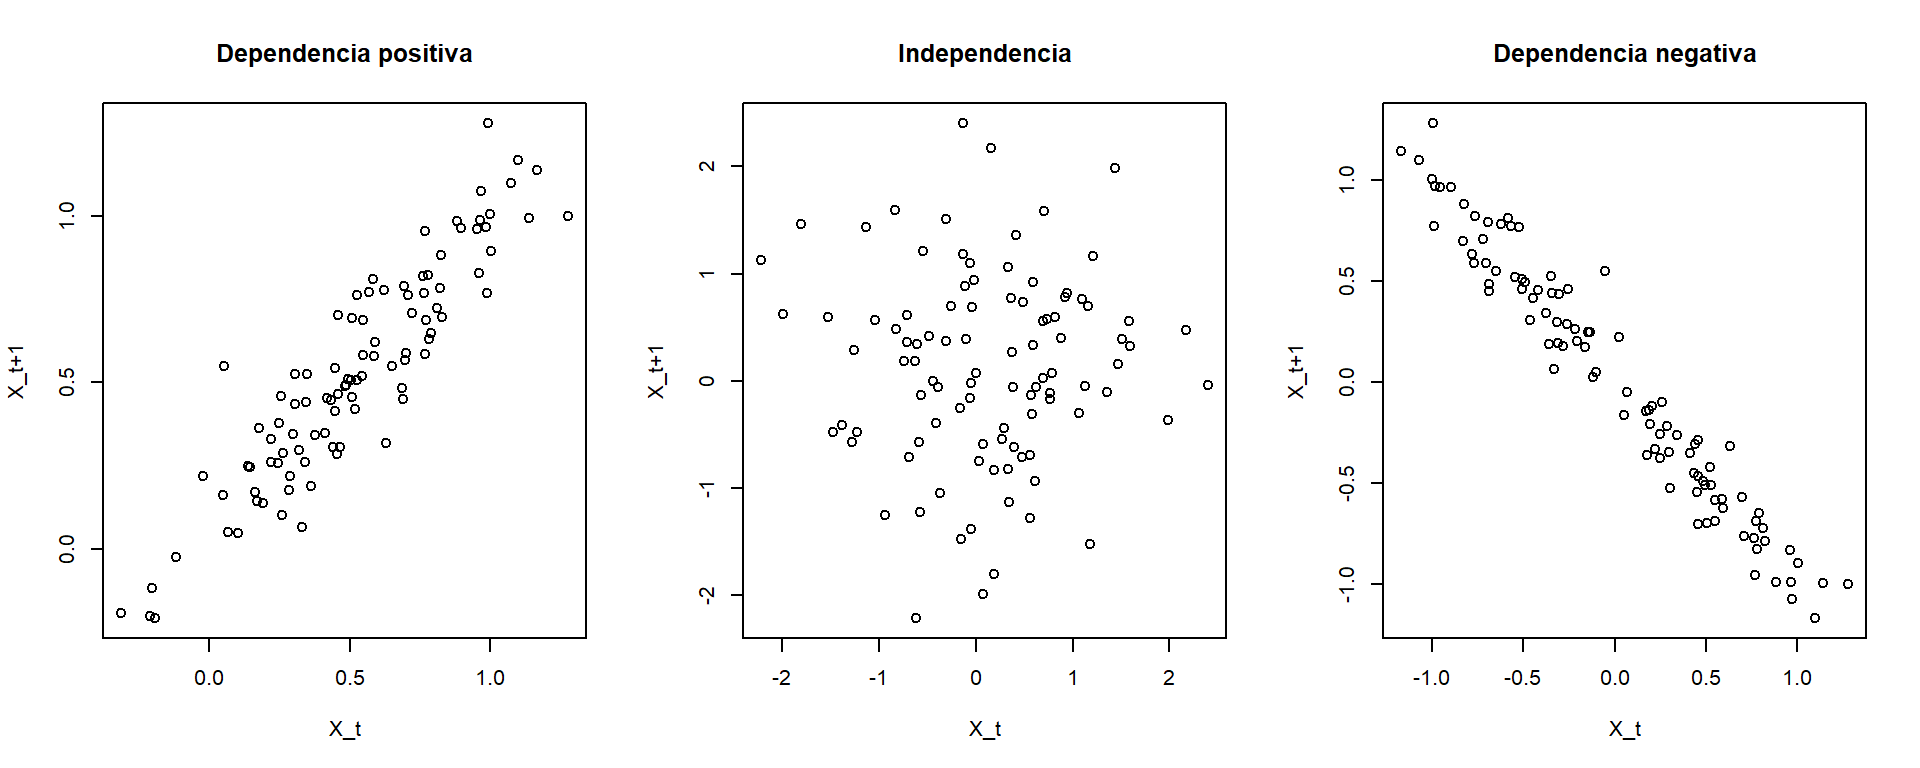 Dependencia positiva
X_t+1
1.0
0.5
0.0
0.0 0.5 1.0
X_t
Independencia
X_t+1
2
1
0
-1
-2
-2 -1 0 1 2
X_t
Dependencia negativa
X_t+1
1.0
0.5
0.0
-0.5
-1.0
-1.0 -0.5 0.0 0.5 1.0
X_t